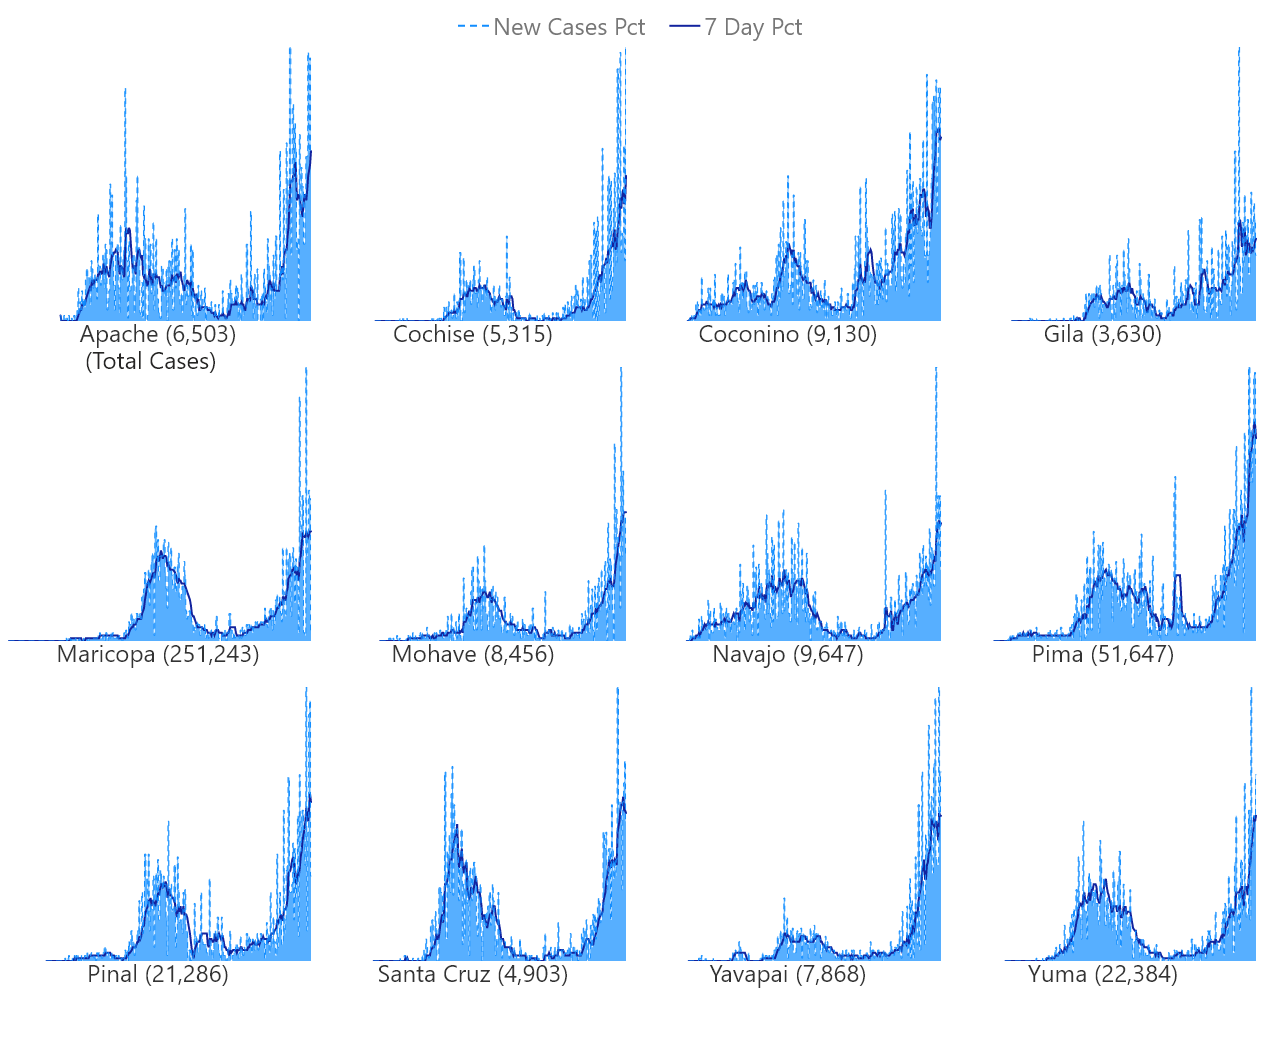 New Cases Pct 7 Day Pct
Apache (6,503) Cochise (5,315) Coconino (9,130) Gila (3,630)
(Total Cases)
Maricopa (251,243) Mohave (8,456) Navajo (9,647) Pima (51,647)
Pinal (21,286) Santa Cruz (4,903) Yavapai (7,868) Yuma (22,384)